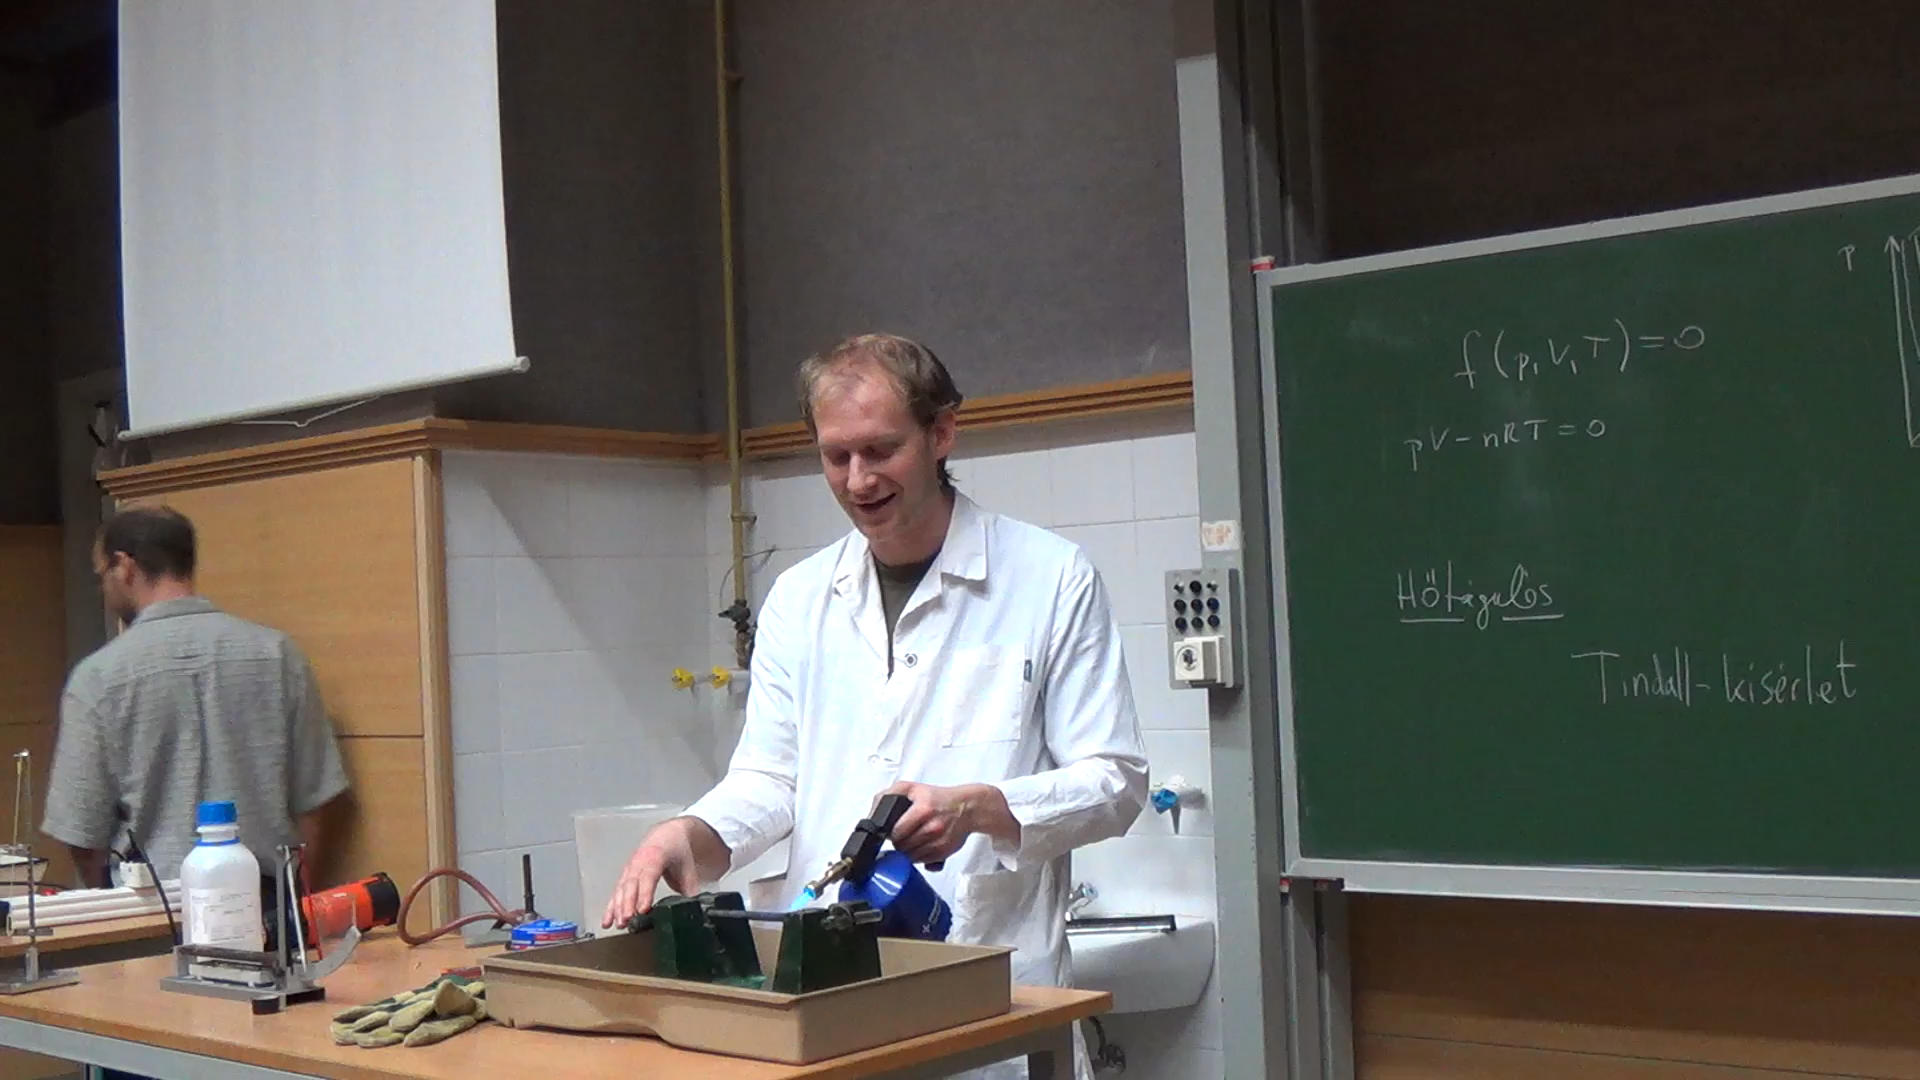 f(p, V, T) = 0
pV - nRT = 0
Hőtágulás
Tindall-kísérlet
p